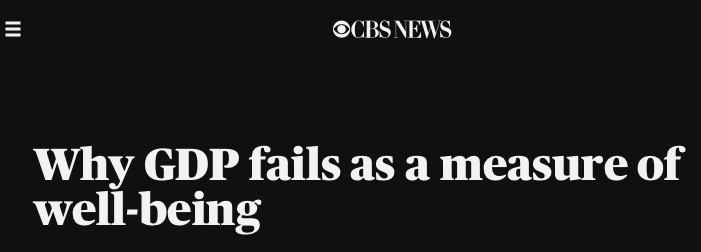 CBS NEWS
Why GDP fails as a measure of
well-being